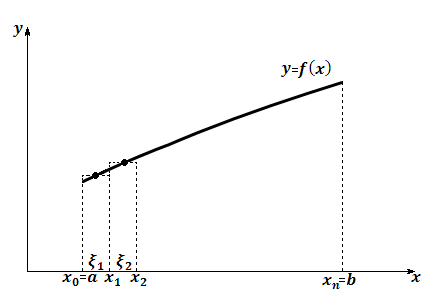 y
y=f(x)
ξ₁ ξ₂
x₀=a x₁ x₂ xₙ=b x